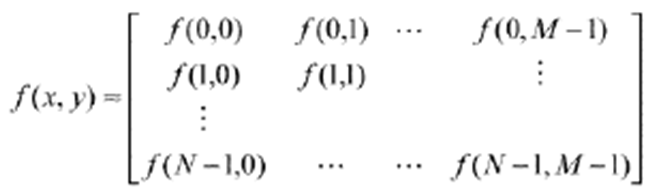 f(0,0) f(0,1) ⋯ f(0,M−1)
f(1,0) f(1,1) ⋮
f(x,y)=
⋮
f(N−1,0) ⋯ ⋯ f(N−1,M−1)